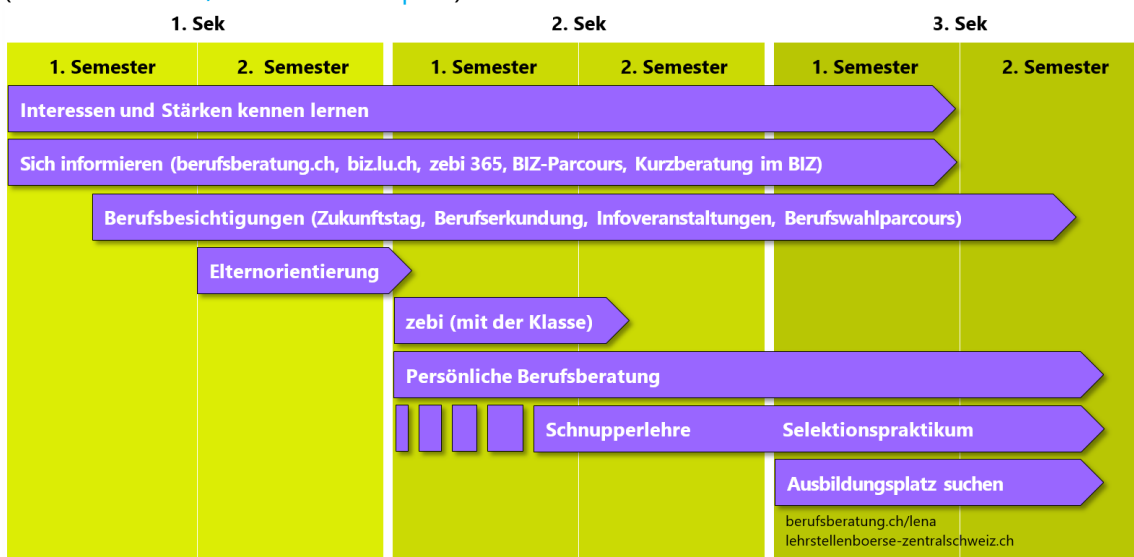 1. Sek 2. Sek 3. Sek
1. Semester 2. Semester 1. Semester 2. Semester 1. Semester 2. Semester
Interessen und Stärken kennen lernen
Sich informieren (berufsberatung.ch, biz.lu.ch, zebi 365, BIZ-Parcours, Kurzberatung im BIZ)
Berufsbesichtigungen (Zukunftstag, Berufserkundung, Infoveranstaltungen, Berufswahlparcours)
Elternorientierung
zebi (mit der Klasse)
Persönliche Berufsberatung
Schnupperlehre Selektionspraktikum
Ausbildungsplatz suchen
berufsberatung.ch/lena
lehrstellenboerse-zentralschweiz.ch